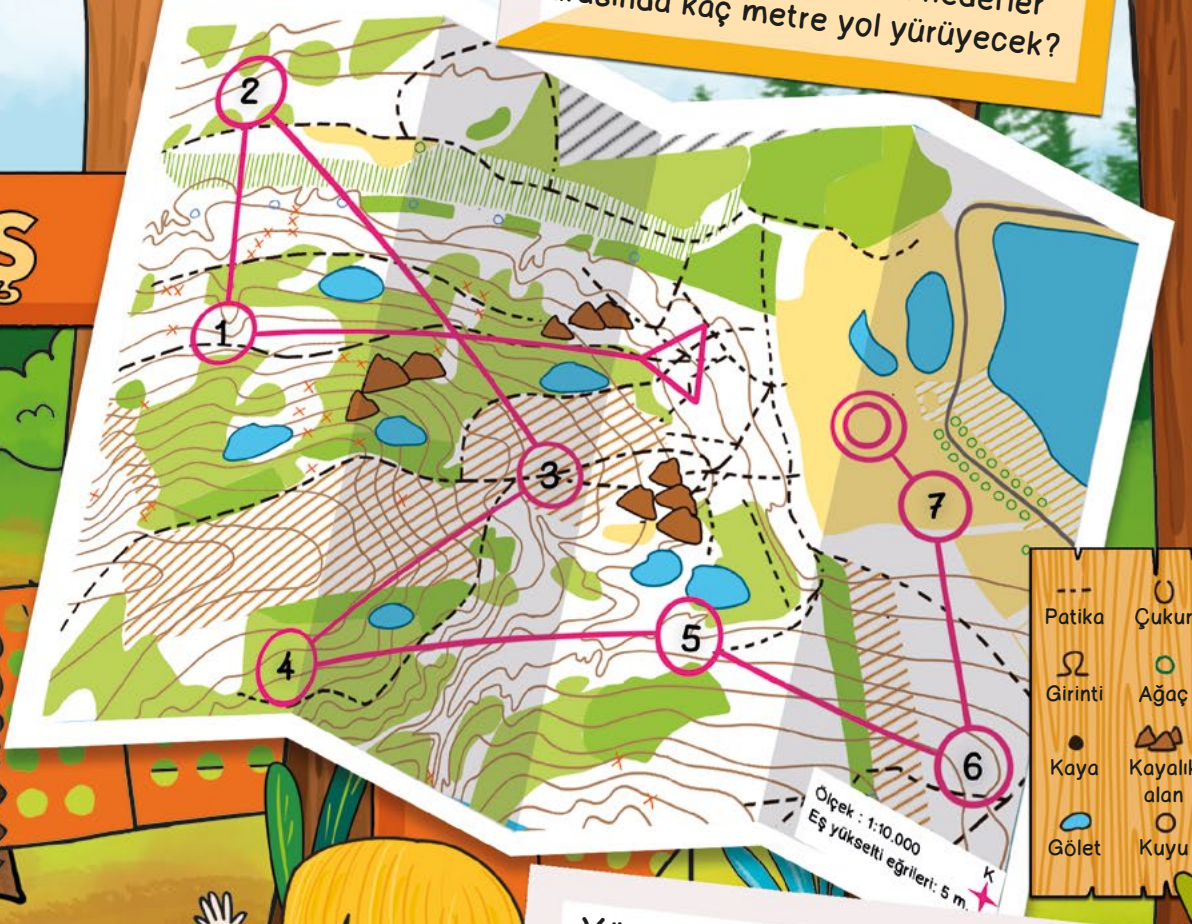 kaç metre yol yürüyecek?
Ş
2
1
3
4
5
6
7
Ölçek : 1:10.000
Eş yükselti eğrileri: 5 m.
K
Patika
Çukur
Girinti
Ağaç
Kaya
Kayalık
alan
Gölet
Kuyu